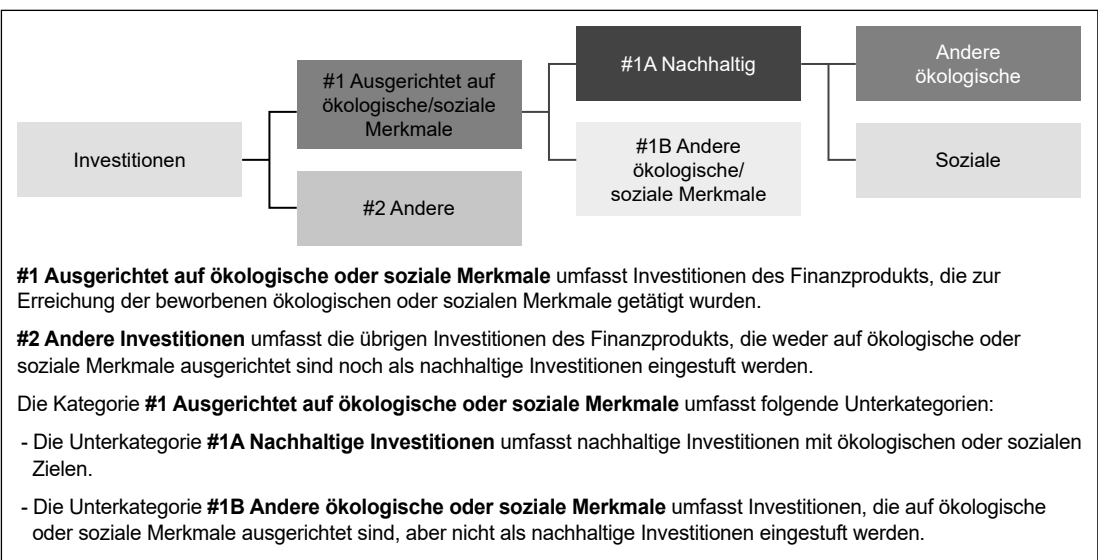 Investitionen
#1 Ausgerichtet auf
ökologische/soziale
Merkmale
#2 Andere
#1A Nachhaltig
#1B Andere
ökologische/
soziale Merkmale
Andere
ökologische
Soziale
#1 Ausgerichtet auf ökologische oder soziale Merkmale umfasst Investitionen des Finanzprodukts, die zur
Erreichung der beworbenen ökologischen oder sozialen Merkmale getätigt wurden.
#2 Andere Investitionen umfasst die übrigen Investitionen des Finanzprodukts, die weder auf ökologische oder
soziale Merkmale ausgerichtet sind noch als nachhaltige Investitionen eingestuft werden.
Die Kategorie #1 Ausgerichtet auf ökologische oder soziale Merkmale umfasst folgende Unterkategorien:
- Die Unterkategorie #1A Nachhaltige Investitionen umfasst nachhaltige Investitionen mit ökologischen oder sozialen
Zielen.
- Die Unterkategorie #1B Andere ökologische oder soziale Merkmale umfasst Investitionen, die auf ökologische
oder soziale Merkmale ausgerichtet sind, aber nicht als nachhaltige Investitionen eingestuft werden.